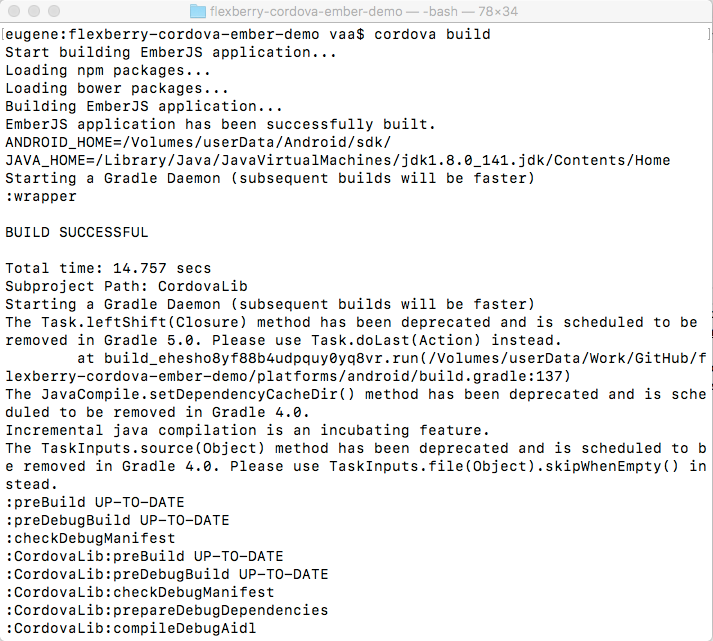 flexberry-cordova-ember-demo — -bash — 78×34
eugene:flexberry-cordova-ember-demo vaa$ cordova build
Start building EmberJS application...
Loading npm packages...
Loading bower packages...
Building EmberJS application...
EmberJS application has been successfully built.
ANDROID_HOME=/Volumes/userData/Android/sdk/
JAVA_HOME=/Library/Java/JavaVirtualMachines/jdk1.8.0_141.jdk/Contents/Home
Starting a Gradle Daemon (subsequent builds will be faster)
:wrapper
BUILD SUCCESSFUL
Total time: 14.757 secs
Subproject Path: CordovaLib
Starting a Gradle Daemon (subsequent builds will be faster)
The Task.leftShift(Closure) method has been deprecated and is scheduled to be
removed in Gradle 5.0. Please use Task.doLast(Action) instead.
        at build_ehesho8yf88b4udpquy0yq8vr.run(/Volumes/userData/Work/GitHub/f
lexberry-cordova-ember-demo/platforms/android/build.gradle:137)
The JavaCompile.setDependencyCacheDir() method has been deprecated and is sche
duled to be removed in Gradle 4.0.
Incremental java compilation is an incubating feature.
The TaskInputs.source(Object) method has been deprecated and is scheduled to b
e removed in Gradle 4.0. Please use TaskInputs.file(Object).skipWhenEmpty() in
stead.
:preBuild UP-TO-DATE
:preDebugBuild UP-TO-DATE
:checkDebugManifest
:CordovaLib:preBuild UP-TO-DATE
:CordovaLib:preDebugBuild UP-TO-DATE
:CordovaLib:checkDebugManifest
:CordovaLib:prepareDebugDependencies
:CordovaLib:compileDebugAidl